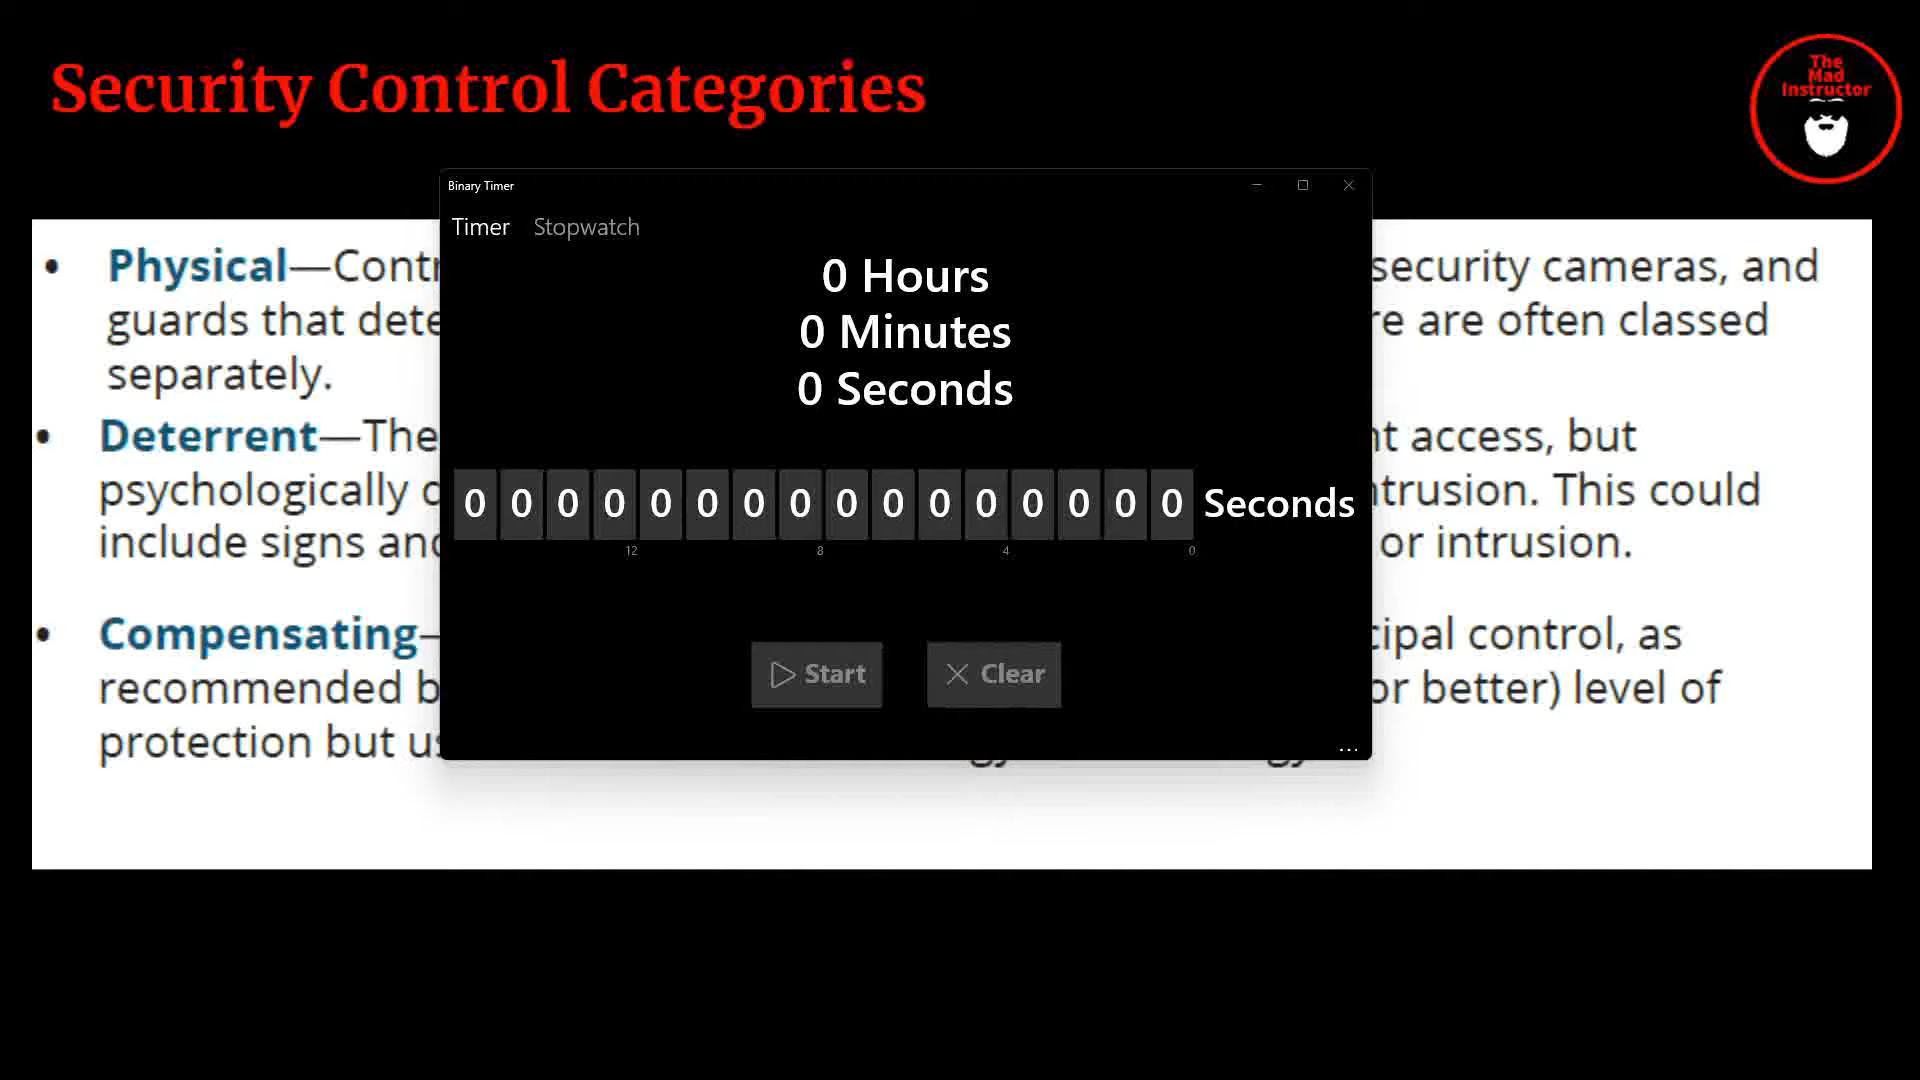 Security Control Categories
The
Mad
Instructor
Binary Timer
Timer Stopwatch
0 Hours
0 Minutes
0 Seconds
0 0 0 0 0 0 0 0 0 0 0 0 0 0 0 0 Seconds
12 8 4 0
Start Clear
...
• Physical—Contr security cameras, and
guards that dete re are often classed
separately.
• Deterrent—The nt access, but
psychologically ntrusion. This could
include signs and or intrusion.
• Compensating— cipal control, as
recommended b or better) level of
protection but us